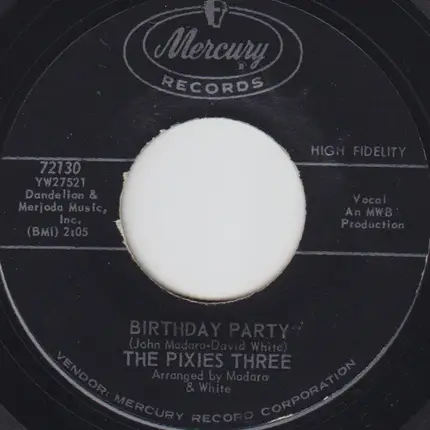 Mercury
RECORDS
HIGH FIDELITY
72130
YW27521
Dandelion &
Merjoda Music,
Inc.
(BMI) 2:05
Vocal
An MWB
Production
BIRTHDAY PARTY
(John Madara-David White)
THE PIXIES THREE
Arranged by Madara
& White
VENDOR: MERCURY RECORD CORPORATION